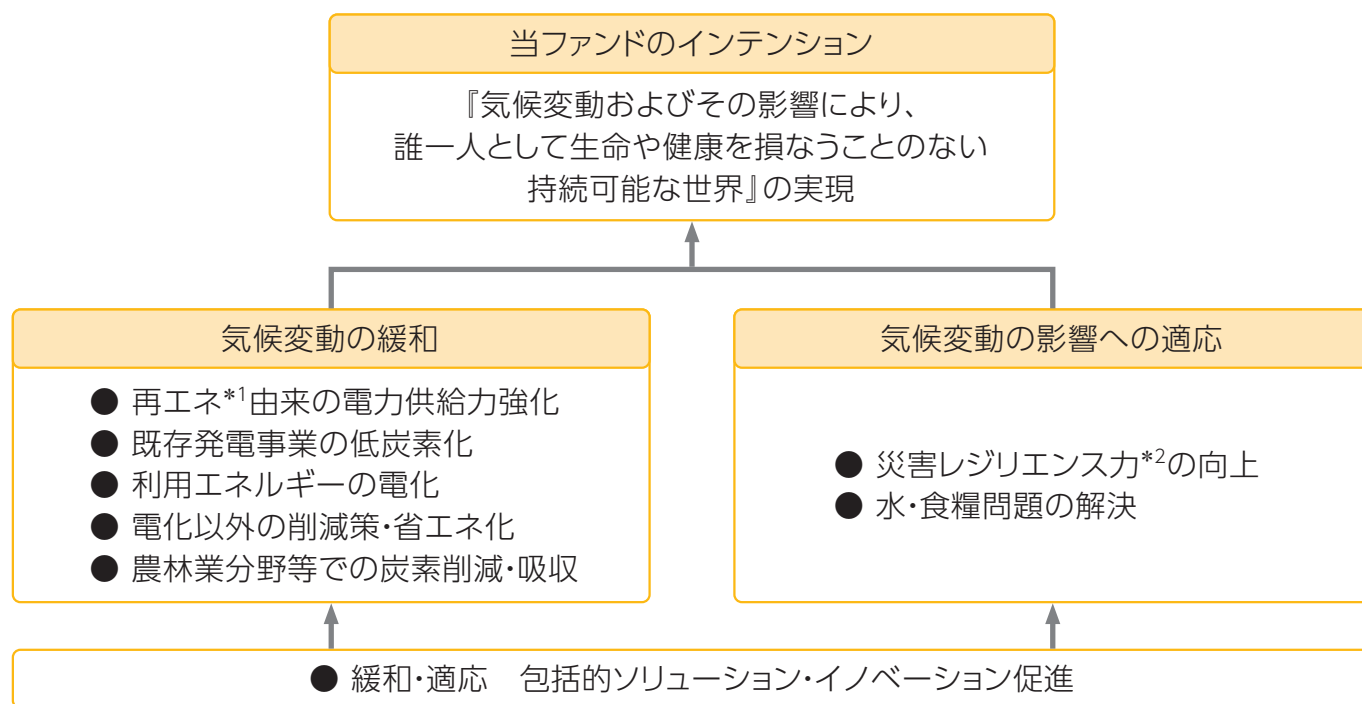 当ファンドのインテンション
『気候変動およびその影響により、
誰一人として生命や健康を損なうことのない
持続可能な世界』の実現
気候変動の緩和
● 再エネ*1由来の電力供給力強化
● 既存発電事業の低炭素化
● 利用エネルギーの電化
● 電化以外の削減策・省エネ化
● 農林業分野等での炭素削減・吸収
気候変動の影響への適応
● 災害レジリエンス力*2の向上
● 水・食糧問題の解決
● 緩和・適応　包括的ソリューション・イノベーション促進